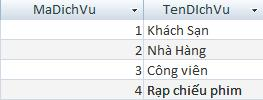 MaDichVu TenDIchVu
1 Khách Sạn
2 Nhà Hàng
3 Công viên
4 Rạp chiếu phim